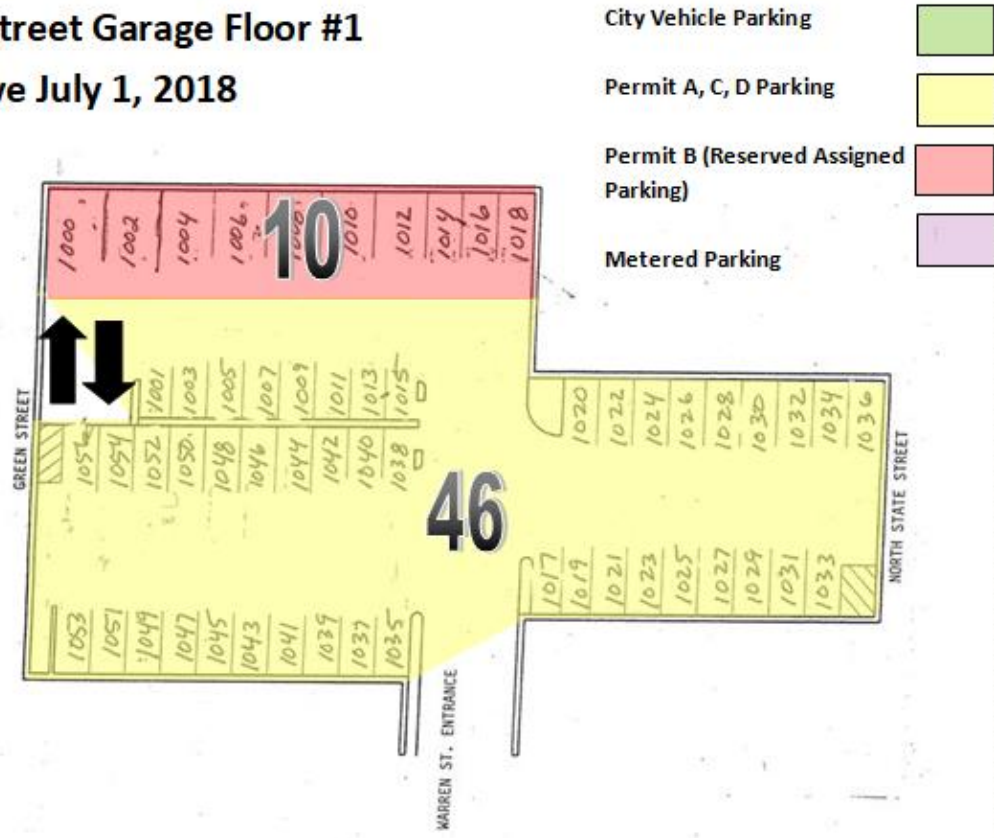 treet Garage Floor #1
ve July 1, 2018
City Vehicle Parking
Permit A, C, D Parking
Permit B (Reserved Assigned
Parking)
Metered Parking
1000 1002 1004 1006 1010 1012 1014 1016 1018
10
GREEN STREET
1001 1003 1005 1007 1009 1011 1013 1015
1056 1054 1052 1050 1048 1046 1044 1042 1040 1038
1020 1022 1024 1026 1028 1030 1032 1034 1036
46
NORTH STATE STREET
1017 1019 1021 1023 1025 1027 1029 1031 1033
1053 1051 1049 1047 1045 1043 1041 1039 1037 1035
WARREN ST. ENTRANCE